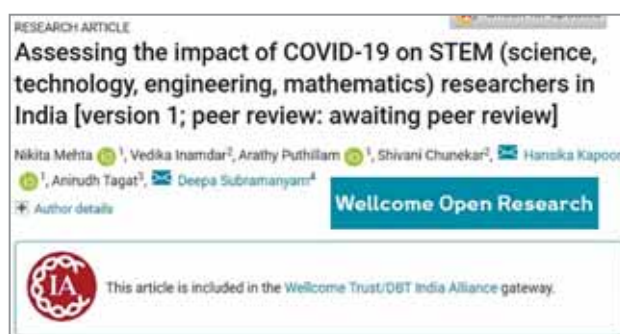 RESEARCH ARTICLE
Assessing the impact of COVID-19 on STEM (science,
technology, engineering, mathematics) researchers in
India [version 1; peer review: awaiting peer review]
Nikita Mehta 1, Vedika Inamdar2, Arathy Puthillam 1, Shivani Chunekar2, Hansika Kapoor
1, Anirudh Tagat3, Deepa Subramanyam4
Author details
Wellcome Open Research
IA
This article is included in the Wellcome Trust/DBT India Alliance gateway.